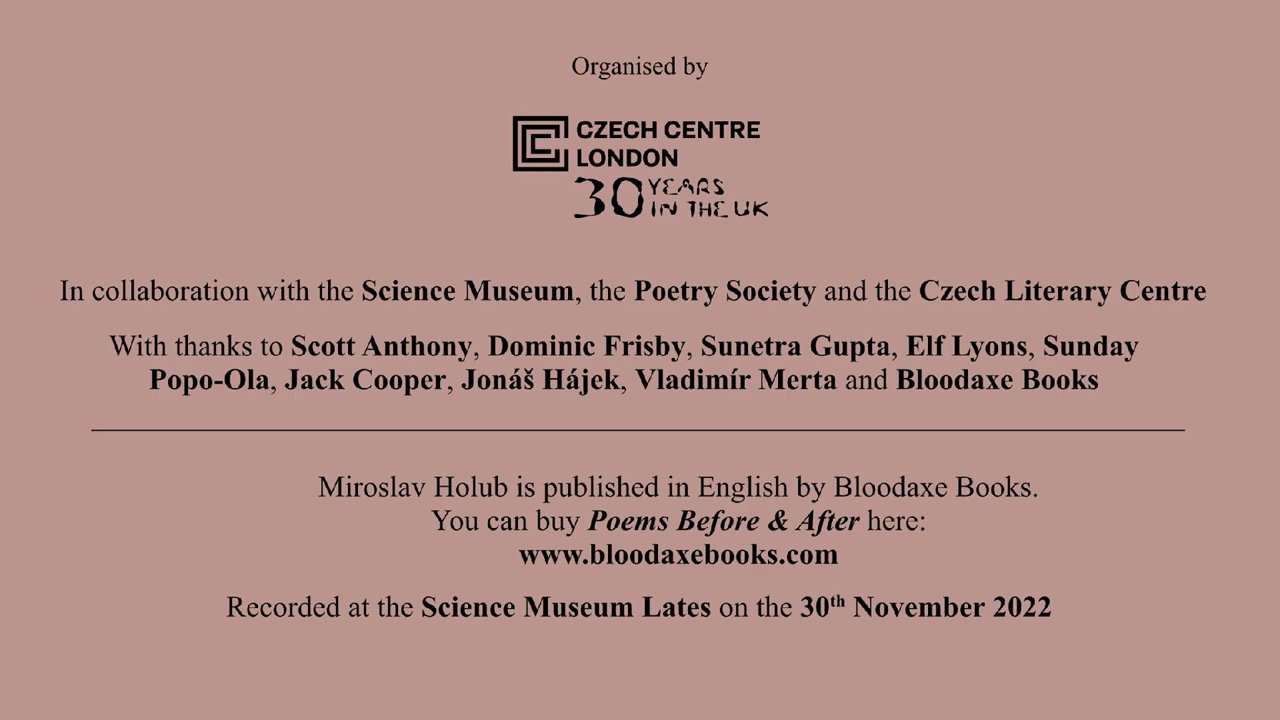 Organised by
CZECH CENTRE
LONDON
30 YEARS
IN THE UK
In collaboration with the Science Museum, the Poetry Society and the Czech Literary Centre
With thanks to Scott Anthony, Dominic Frisby, Sunetra Gupta, Elf Lyons, Sunday
Popo-Ola, Jack Cooper, Jonáš Hájek, Vladimír Merta and Bloodaxe Books
Miroslav Holub is published in English by Bloodaxe Books.
You can buy Poems Before & After here:
www.bloodaxebooks.com
Recorded at the Science Museum Lates on the 30th November 2022